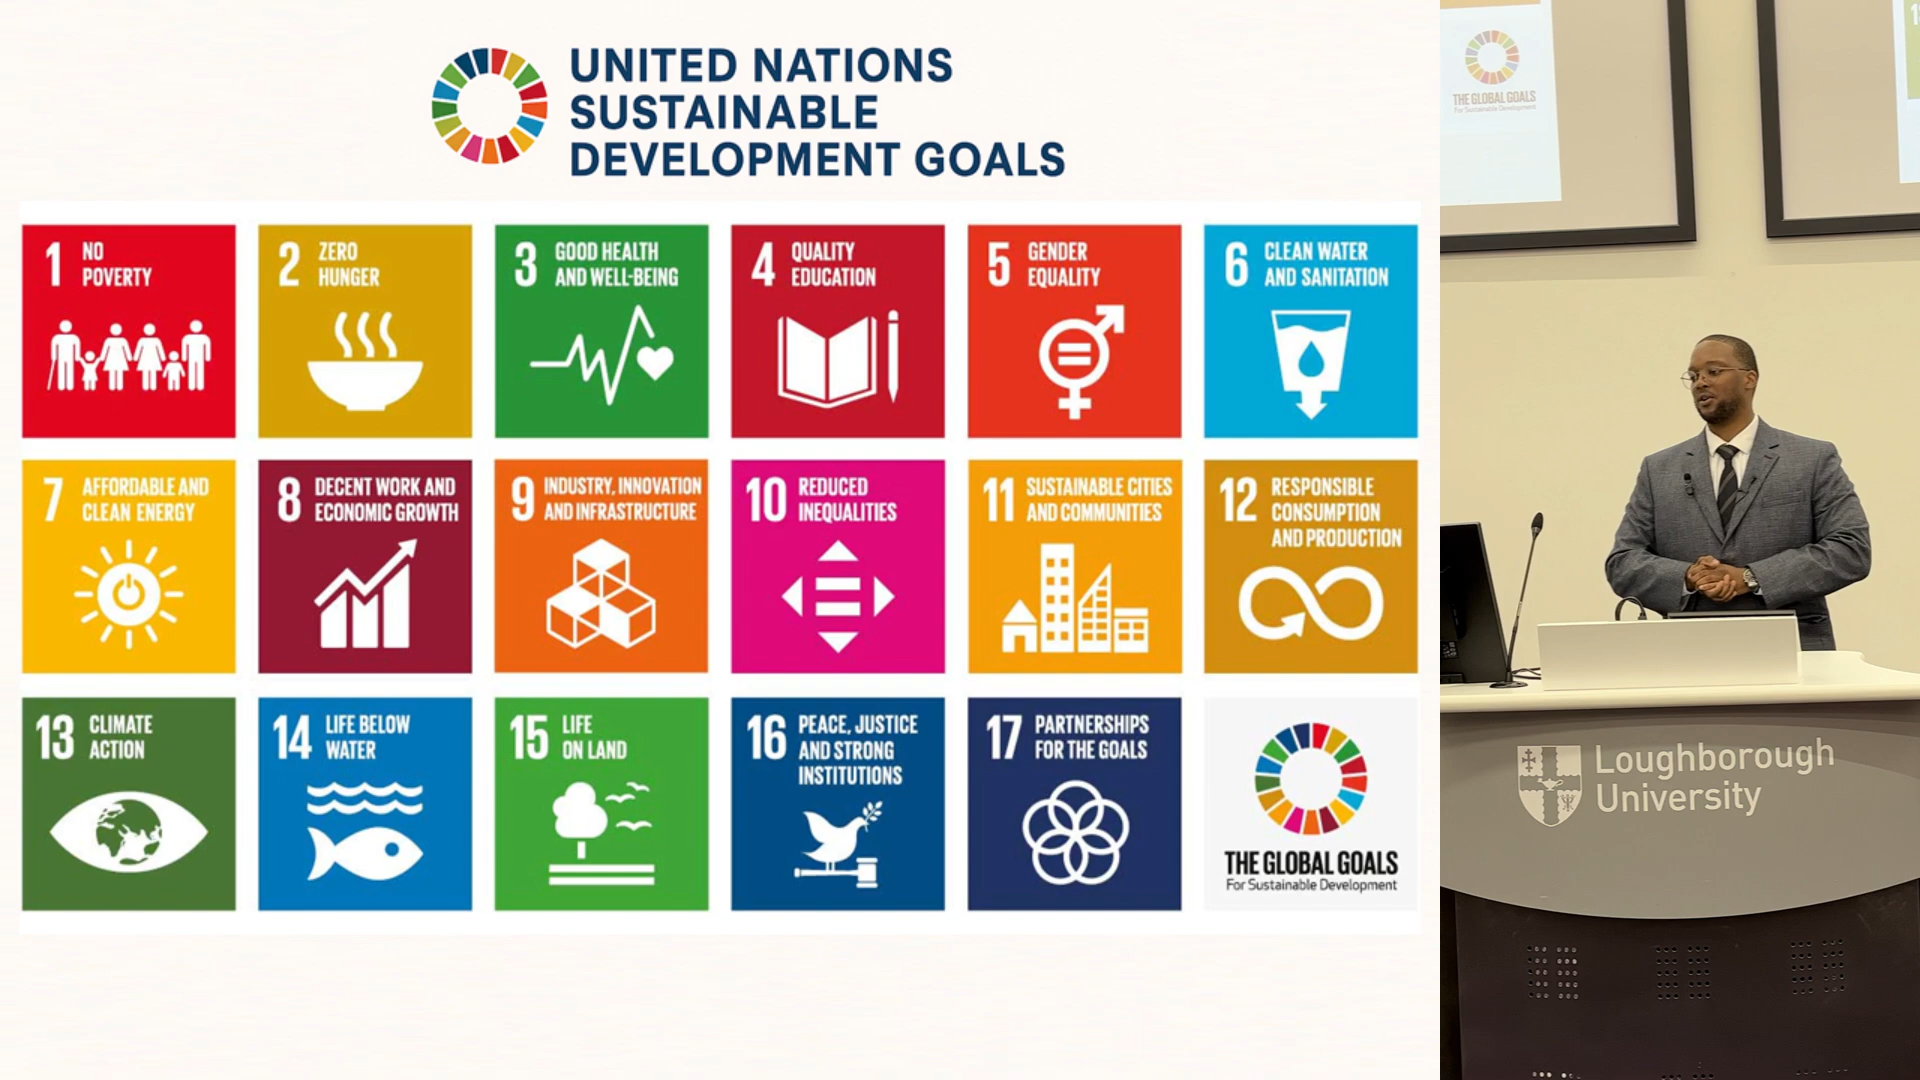 UNITED NATIONS
SUSTAINABLE
DEVELOPMENT GOALS
1 NO
POVERTY
2 ZERO
HUNGER
3 GOOD HEALTH
AND WELL-BEING
4 QUALITY
EDUCATION
5 GENDER
EQUALITY
6 CLEAN WATER
AND SANITATION
7 AFFORDABLE AND
CLEAN ENERGY
8 DECENT WORK AND
ECONOMIC GROWTH
9 INDUSTRY, INNOVATION
AND INFRASTRUCTURE
10 REDUCED
INEQUALITIES
11 SUSTAINABLE CITIES
AND COMMUNITIES
12 RESPONSIBLE
CONSUMPTION
AND PRODUCTION
13 CLIMATE
ACTION
14 LIFE BELOW
WATER
15 LIFE
ON LAND
16 PEACE, JUSTICE
AND STRONG
INSTITUTIONS
17 PARTNERSHIPS
FOR THE GOALS
THE GLOBAL GOALS
For Sustainable Development
THE GLOBAL GOALS
For Sustainable Development
Loughborough
University